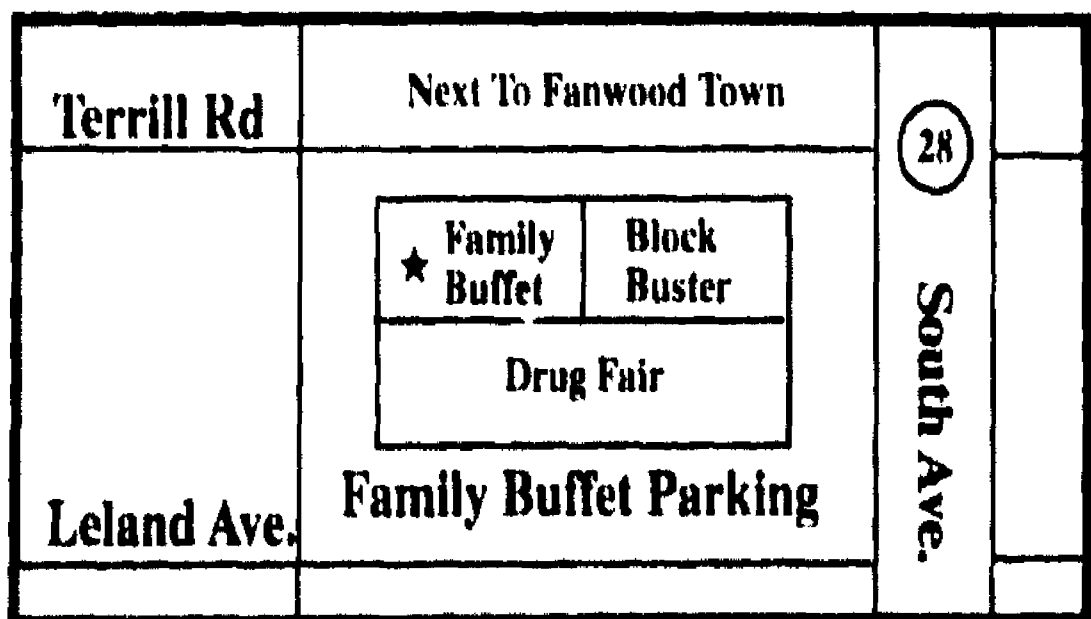 Terrill Rd
Next To Fanwood Town
28
Family
Buffet
Block
Buster
Drug Fair
South Ave.
Family Buffet Parking
Leland Ave.